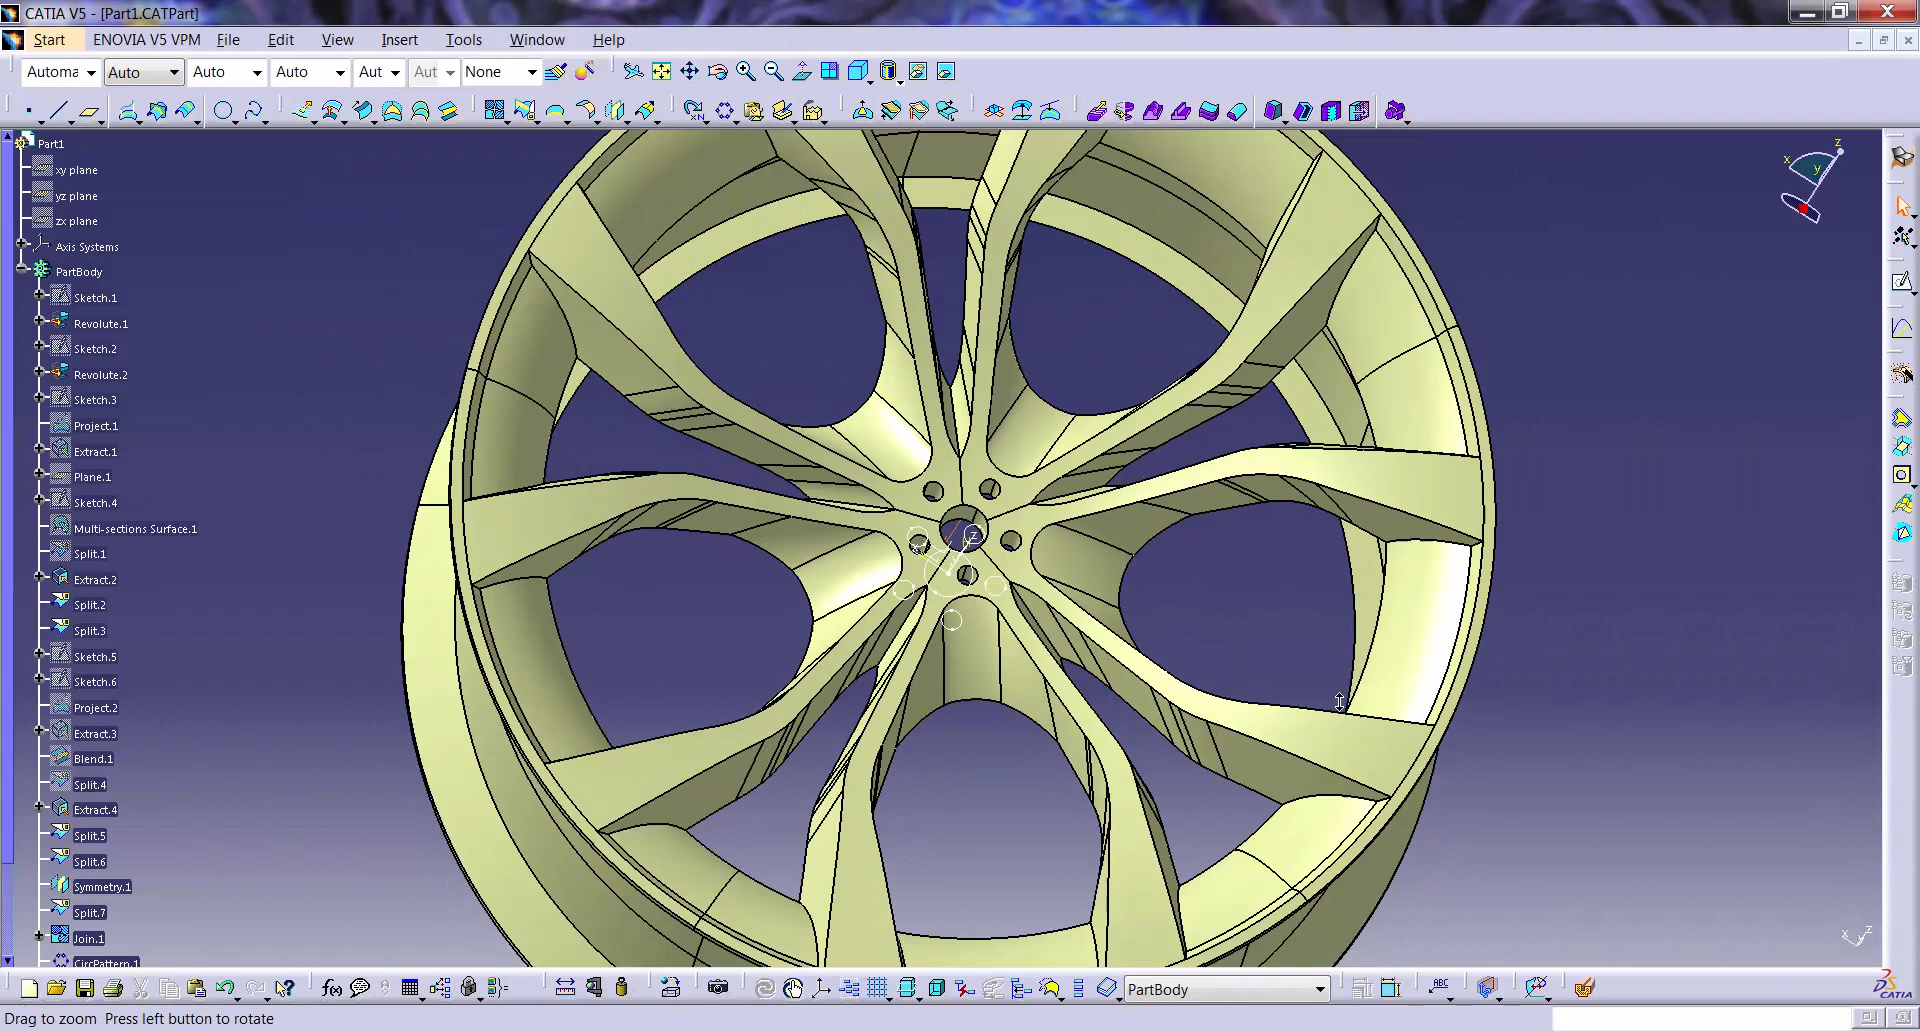 CATIA V5 - [Part1.CATPart]
Start ENOVIA V5 VPM File Edit View Insert Tools Window Help
Automa Auto Auto Auto Aut Aut None
Part1
xy plane
yz plane
zx plane
Axis Systems
PartBody
Sketch.1
Revolute.1
Sketch.2
Revolute.2
Sketch.3
Project.1
Extract.1
Plane.1
Sketch.4
Multi-sections Surface.1
Split.1
Extract.2
Split.2
Split.3
Sketch.5
Sketch.6
Project.2
Extract.3
Blend.1
Split.4
Extract.4
Split.5
Split.6
Symmetry.1
Split.7
Join.1
CircPattern.1
z
x
y
z
x y z
f(x)
PartBody
ABC
CATIA
Drag to zoom Press left button to rotate